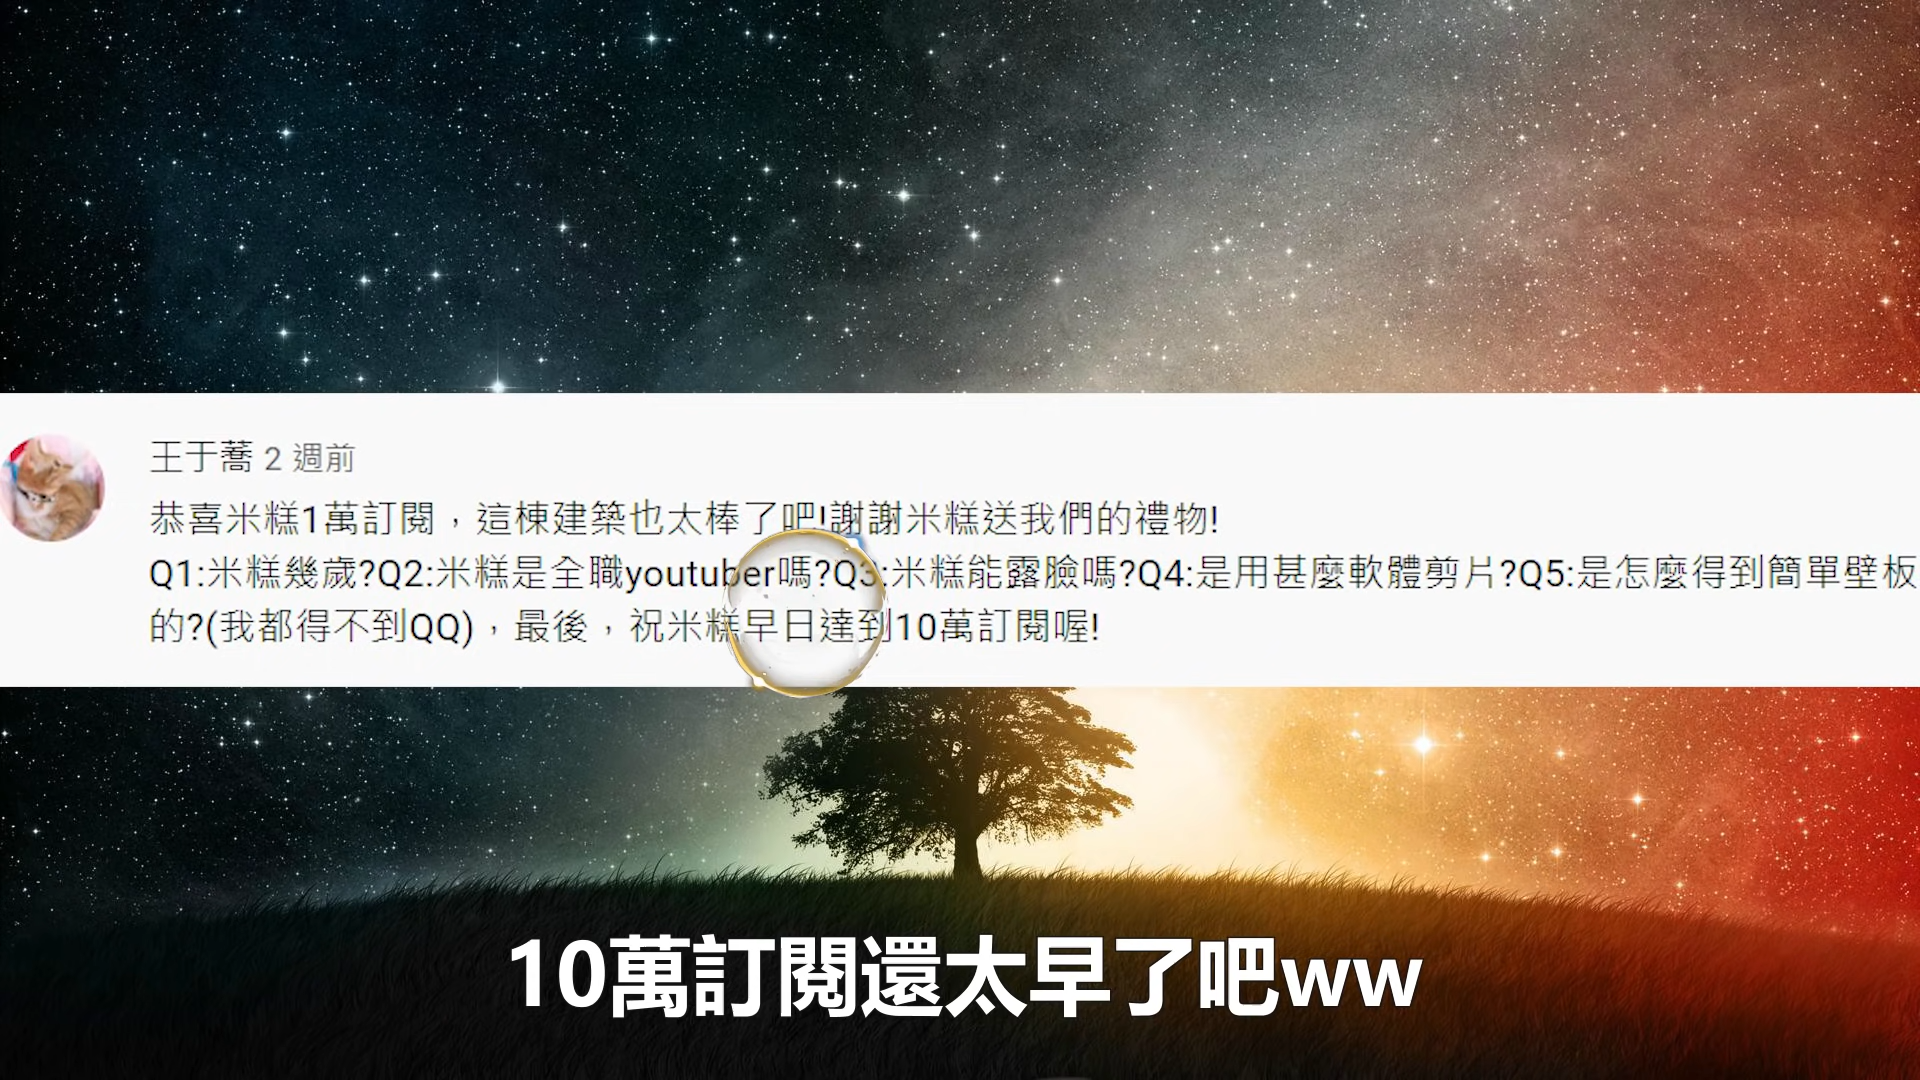 王于蕎 2 週前
恭喜米糕1萬訂閱，這棟建築也太棒了吧!謝謝米糕送我們的禮物!
Q1:米糕幾歲?Q2:米糕是全職youtuber嗎?Q3:米糕能露臉嗎?Q4:是用甚麼軟體剪片?Q5:是怎麼得到簡單壁板
的?(我都得不到QQ)，最後，祝米糕早日達到10萬訂閱喔!
10萬訂閱還太早了吧ww